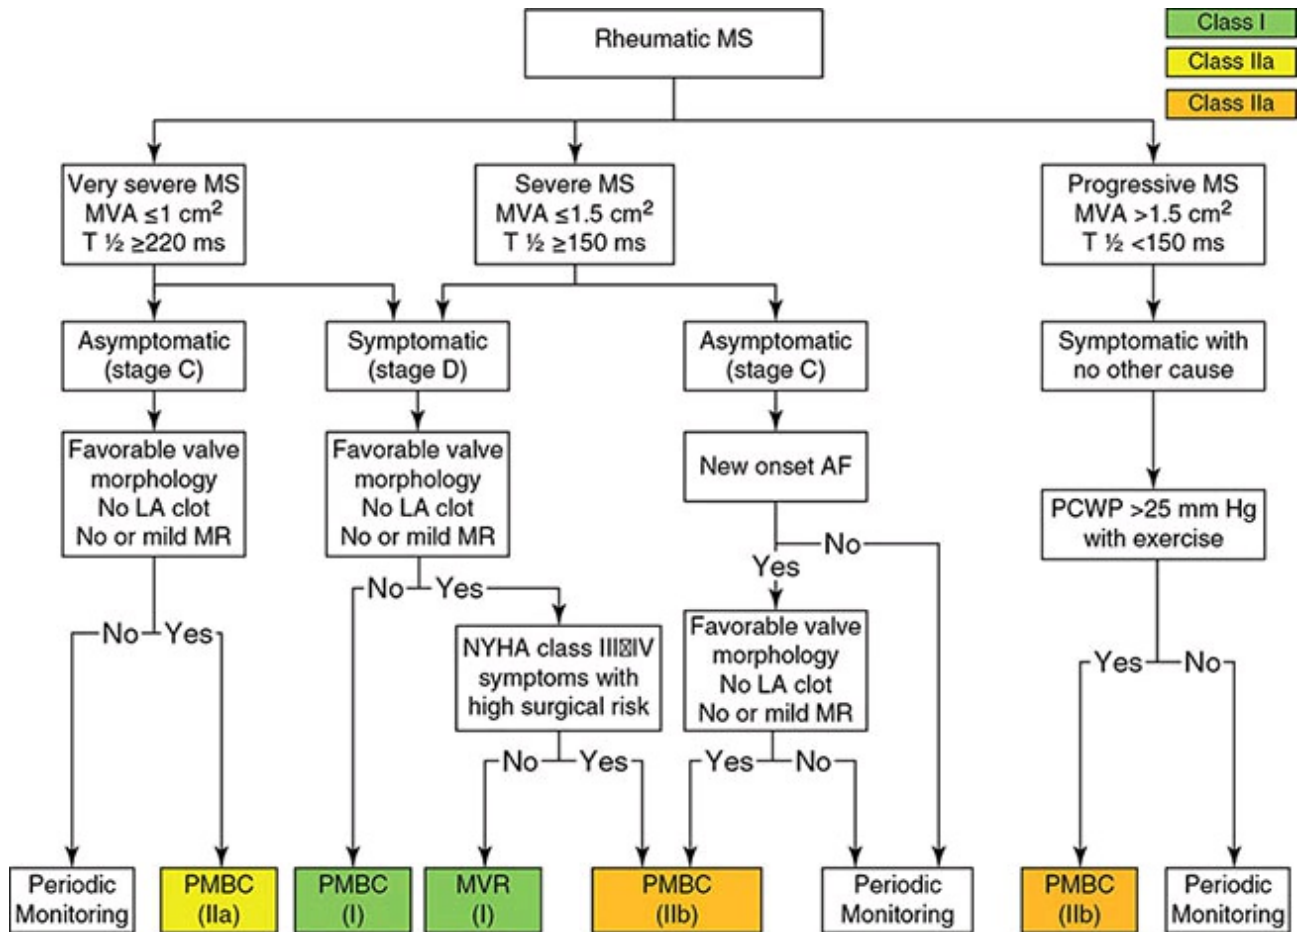 Rheumatic MS
Class I
Class IIa
Class IIa
Very severe MS
MVA ≤1 cm²
T ½ ≥220 ms
Severe MS
MVA ≤1.5 cm²
T ½ ≥150 ms
Progressive MS
MVA >1.5 cm²
T ½ <150 ms
Asymptomatic
(stage C)
Symptomatic
(stage D)
Asymptomatic
(stage C)
Symptomatic with
no other cause
Favorable valve
morphology
No LA clot
No or mild MR
Favorable valve
morphology
No LA clot
No or mild MR
New onset AF
PCWP >25 mm Hg
with exercise
No
Yes
No
Yes
NYHA class III⍰IV
symptoms with
high surgical risk
No
Yes
Yes
No
Favorable valve
morphology
No LA clot
No or mild MR
Yes
No
Yes
No
Periodic
Monitoring
PMBC
(IIa)
PMBC
(I)
MVR
(I)
PMBC
(IIb)
Periodic
Monitoring
PMBC
(IIb)
Periodic
Monitoring